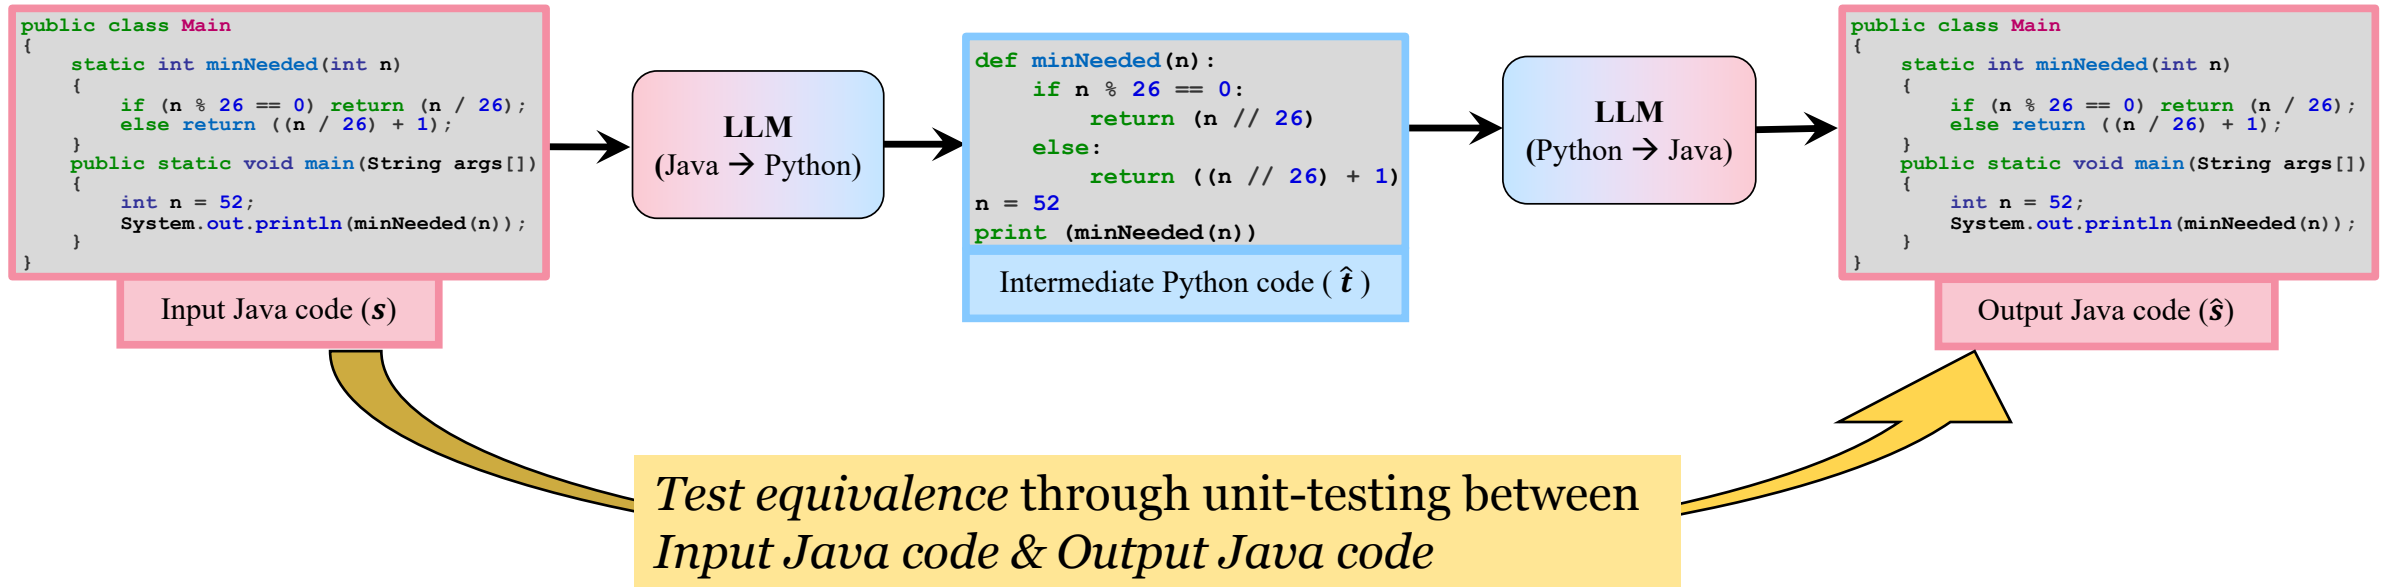 public class Main
{
    static int minNeeded(int n)
    {
        if (n % 26 == 0) return (n / 26);
        else return ((n / 26) + 1);
    }
    public static void main(String args[])
    {
        int n = 52;
        System.out.println(minNeeded(n));
    }
}
Input Java code (s)
LLM
(Java → Python)
def minNeeded(n):
    if n % 26 == 0:
        return (n // 26)
    else:
        return ((n // 26) + 1)
n = 52
print (minNeeded(n))
Intermediate Python code ( t̂ )
LLM
(Python → Java)
public class Main
{
    static int minNeeded(int n)
    {
        if (n % 26 == 0) return (n / 26);
        else return ((n / 26) + 1);
    }
    public static void main(String args[])
    {
        int n = 52;
        System.out.println(minNeeded(n));
    }
}
Output Java code (ŝ)
Test equivalence through unit-testing between
Input Java code & Output Java code